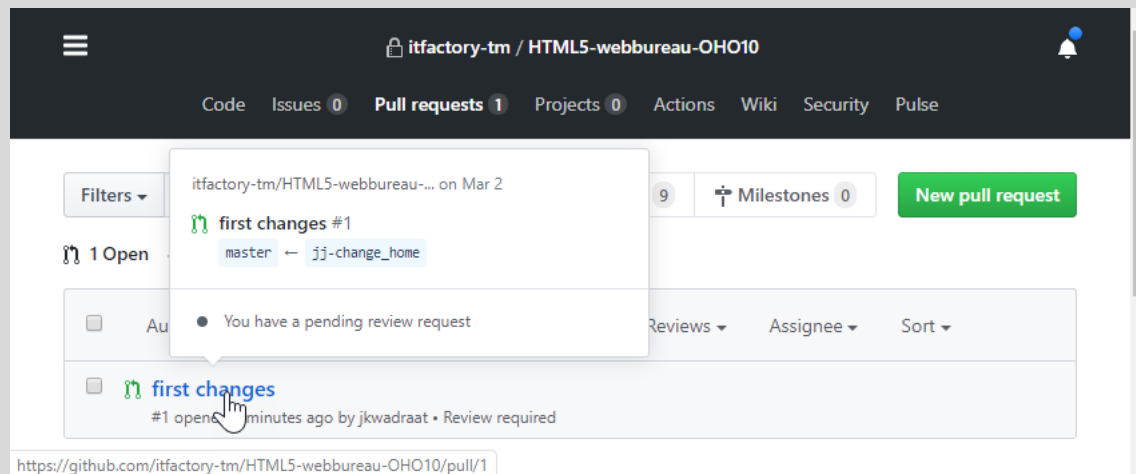 itfactory-tm / HTML5-webbureau-OHO10
Code Issues 0 Pull requests 1 Projects 0 Actions Wiki Security Pulse
Filters
itfactory-tm/HTML5-webbureau-... on Mar 2
first changes #1
master ← jj-change_home
You have a pending review request
9 Milestones 0
New pull request
1 Open
Reviews Assignee Sort
first changes
#1 minutes ago by jkwadraat • Review required
https://github.com/itfactory-tm/HTML5-webbureau-OHO10/pull/1